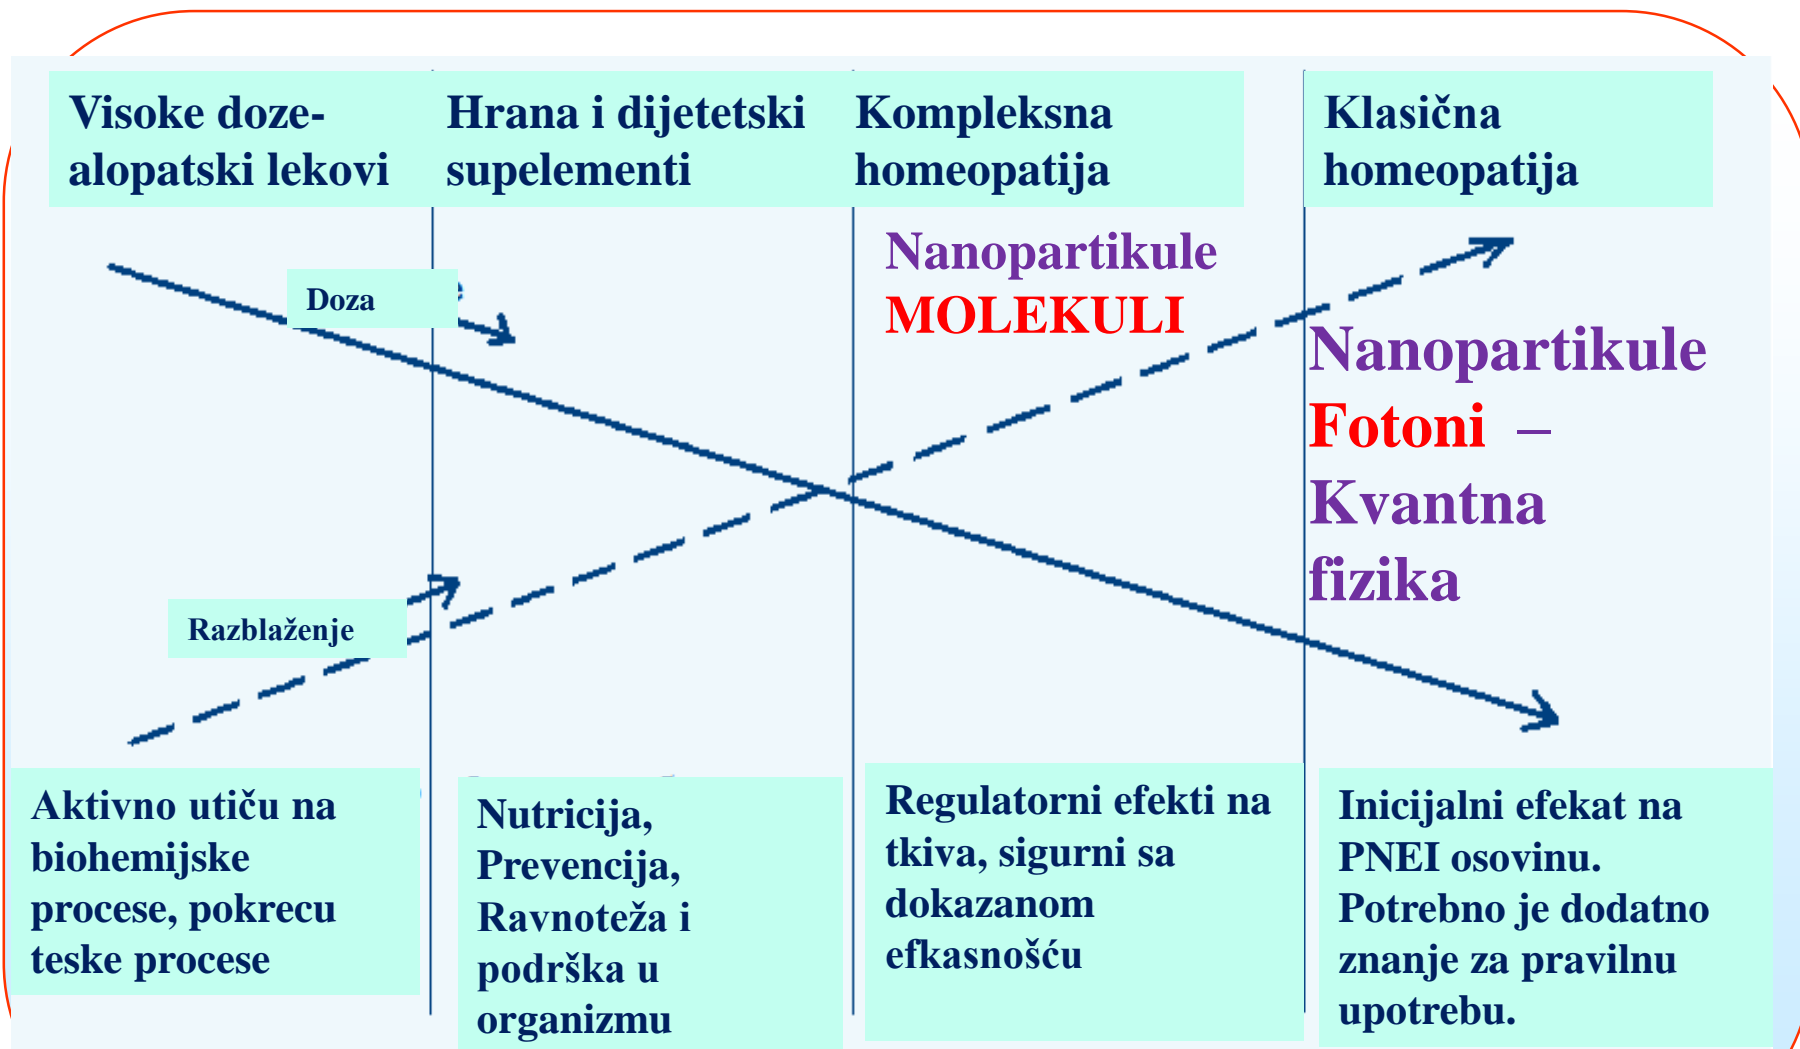 Visoke doze-
alopatski lekovi
Hrana i dijetetski
supelementi
Kompleksna
homeopatija
Klasična
homeopatija
Nanopartikule
MOLEKULI
Doza
Nanopartikule
Fotoni –
Kvantna
fizika
Razblaženje
Aktivno utiču na
biohemijske
procese, pokrecu
teske procese
Nutricija,
Prevencija,
Ravnoteža i
podrška u
organizmu
Regulatorni efekti na
tkiva, sigurni sa
dokazanom
efkasnošću
Inicijalni efekat na
PNEI osovinu.
Potrebno je dodatno
znanje za pravilnu
upotrebu.